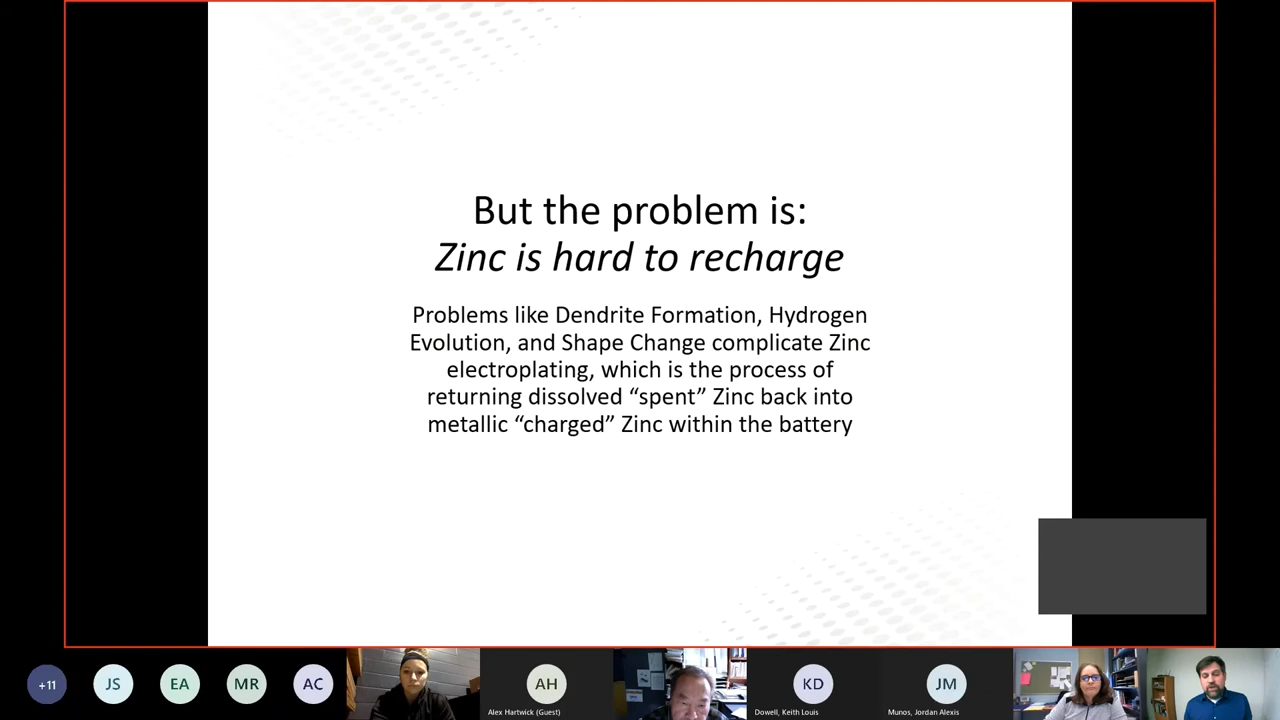 But the problem is:
Zinc is hard to recharge
Problems like Dendrite Formation, Hydrogen
Evolution, and Shape Change complicate Zinc
electroplating, which is the process of
returning dissolved “spent” Zinc back into
metallic “charged” Zinc within the battery
+11
JS
EA
MR
AC
AH
Alex Hartwick (Guest)
KD
Dowell, Keith Louis
JM
Munos, Jordan Alexis